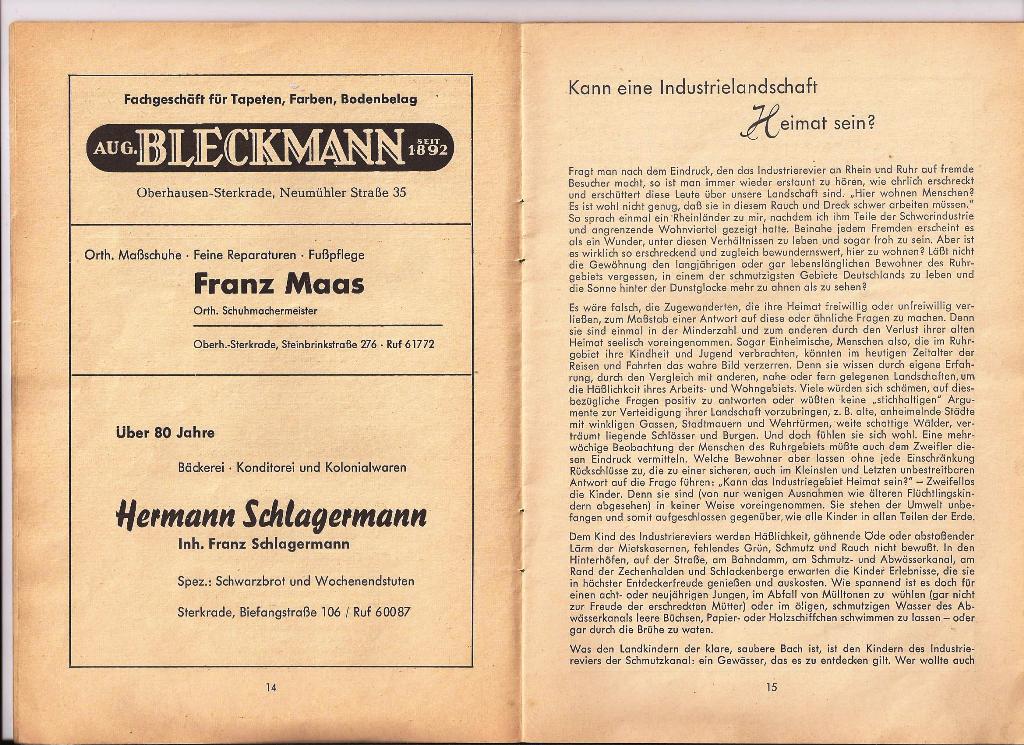 Fachgeschäft für Tapeten, Farben, Bodenbelag
AUG. BLECKMANN SEIT 1892
Oberhausen-Sterkrade, Neumühler Straße 35
Orth. Maßschuhe · Feine Reparaturen · Fußpflege
Franz Maas
Orth. Schuhmachermeister
Oberh.-Sterkrade, Steinbrinkstraße 276 · Ruf 61772
Über 80 Jahre
Bäckerei · Konditorei und Kolonialwaren
Hermann Schlagermann
Inh. Franz Schlagermann
Spez.: Schwarzbrot und Wochenendstuten
Sterkrade, Biefangstraße 106 / Ruf 60087
14
Kann eine Industrielandschaft
Heimat sein?
Fragt man nach dem Eindruck, den das Industrierevier an Rhein und Ruhr auf fremde
Besucher macht, so ist man immer wieder erstaunt zu hören, wie ehrlich erschreckt
und erschüttert diese Leute über unsere Landschaft sind. „Hier wohnen Menschen?
Es ist wohl nicht genug, daß sie in diesem Rauch und Dreck schwer arbeiten müssen."
So sprach einmal ein Rheinländer zu mir, nachdem ich ihm Teile der Schwerindustrie
und angrenzende Wohnviertel gezeigt hatte. Beinahe jedem Fremden erscheint es
als ein Wunder, unter diesen Verhältnissen zu leben und sogar froh zu sein. Aber ist
es wirklich so erschreckend und zugleich bewundernswert, hier zu wohnen? Läßt nicht
die Gewöhnung den langjährigen oder gar lebenslänglichen Bewohner des Ruhr-
gebiets vergessen, in einem der schmutzigsten Gebiete Deutschlands zu leben und
die Sonne hinter der Dunstglocke mehr zu ahnen als zu sehen?
Es wäre falsch, die Zugewanderten, die ihre Heimat freiwillig oder unfreiwillig ver-
ließen, zum Maßstab einer Antwort auf diese oder ähnliche Fragen zu machen. Denn
sie sind einmal in der Minderzahl und zum anderen durch den Verlust ihrer alten
Heimat seelisch voreingenommen. Sogar Einheimische, Menschen also, die im Ruhr-
gebiet ihre Kindheit und Jugend verbrachten, könnten im heutigen Zeitalter der
Reisen und Fahrten das wahre Bild verzerren. Denn sie wissen durch eigene Erfah-
rung, durch den Vergleich mit anderen, nahe oder fern gelegenen Landschaften, um
die Häßlichkeit ihres Arbeits- und Wohngebiets. Viele würden sich schämen, auf dies-
bezügliche Fragen positiv zu antworten oder wüßten keine „stichhaltigen" Argu-
mente zur Verteidigung ihrer Landschaft vorzubringen, z. B. alte, anheimelnde Städte
mit winkligen Gassen, Stadtmauern und Wehrtürmen, weite schattige Wälder, ver-
träumt liegende Schlösser und Burgen. Und doch fühlen sie sich wohl. Eine mehr-
wöchige Beobachtung der Menschen des Ruhrgebiets müßte auch dem Zweifler die-
sen Eindruck vermitteln. Welche Bewohner aber lassen ohne jede Einschränkung
Rückschlüsse zu, die zu einer sicheren, auch im Kleinsten und Letzten unbestreitbaren
Antwort auf die Frage führen: „Kann das Industriegebiet Heimat sein?" — Zweifellos
die Kinder. Denn sie sind (von nur wenigen Ausnahmen wie älteren Flüchtlingskin-
dern abgesehen) in keiner Weise voreingenommen. Sie stehen der Umwelt unbe-
fangen und somit aufgeschlossen gegenüber, wie alle Kinder in allen Teilen der Erde.
Dem Kind des Industriereviers werden Häßlichkeit, gähnende Öde oder abstoßender
Lärm der Mietskasernen, fehlendes Grün, Schmutz und Rauch nicht bewußt. In den
Hinterhöfen, auf der Straße, am Bahndamm, am Schmutz- und Abwässerkanal, am
Rand der Zechenhalden und Schlackenberge erwarten die Kinder Erlebnisse, die sie
in höchster Entdeckerfreude genießen und auskosten. Wie spannend ist es doch für
einen acht- oder neujährigen Jungen, im Abfall von Mülltonen zu wühlen (gar nicht
zur Freude der erschreckten Mütter) oder im öligen, schmutzigen Wasser des Ab-
wässerkanals leere Büchsen, Papier- oder Holzschiffchen schwimmen zu lassen — oder
gar durch die Brühe zu waten.
Was den Landkindern der klare, saubere Bach ist, ist den Kindern des Industrie-
reviers der Schmutzkanal: ein Gewässer, das es zu entdecken gilt. Wer wollte auch
15